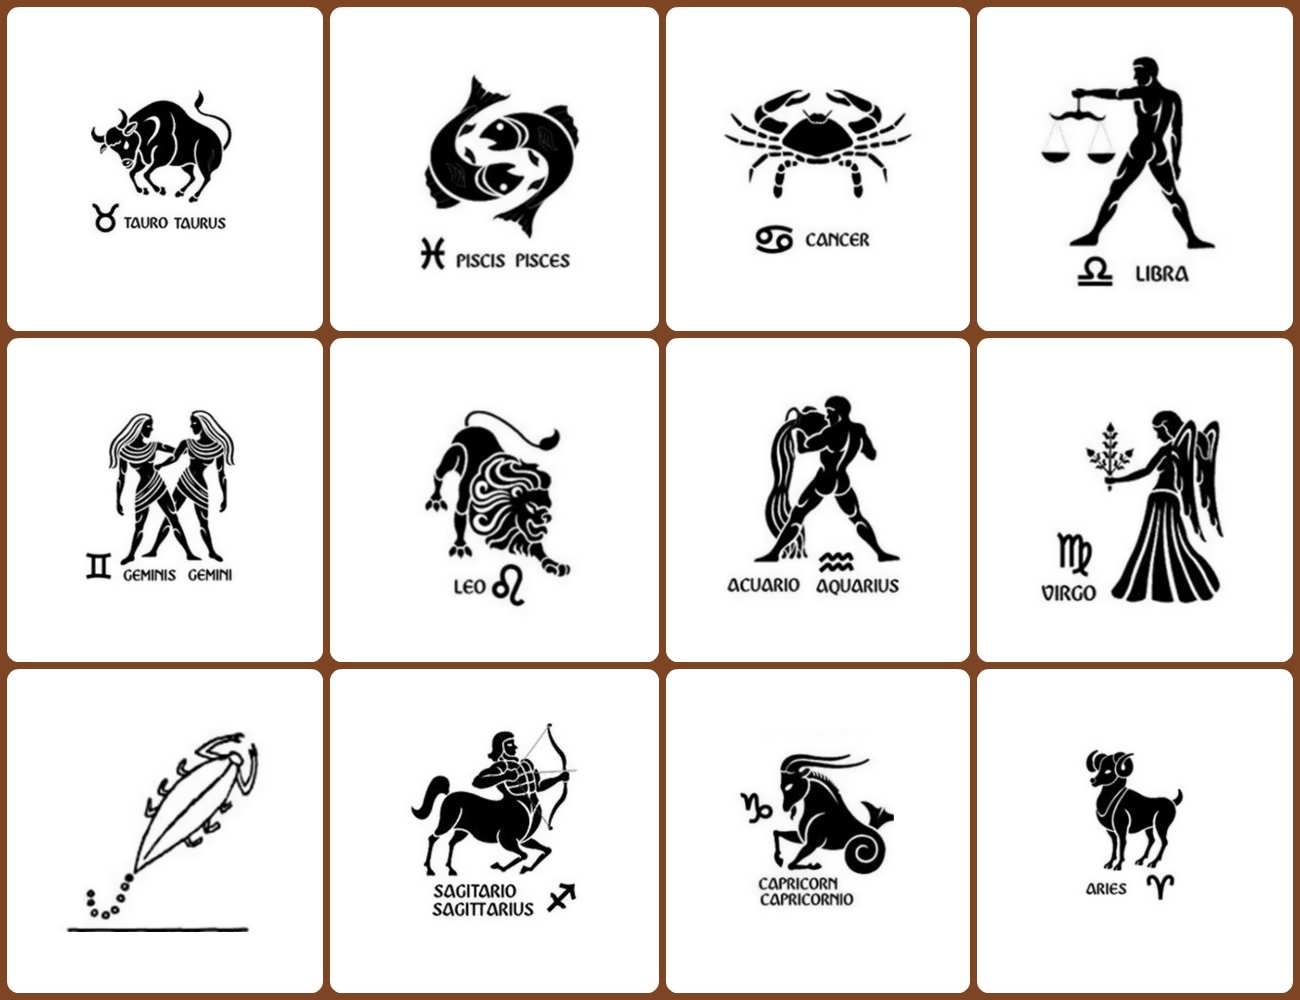 TAURO TAURUS
PISCIS PISCES
CANCER
LIBRA
GEMINIS GEMINI
LEO
ACUARIO AQUARIUS
VIRGO
SAGITARIO
SAGITTARIUS
CAPRICORN
CAPRICORNIO
ARIES